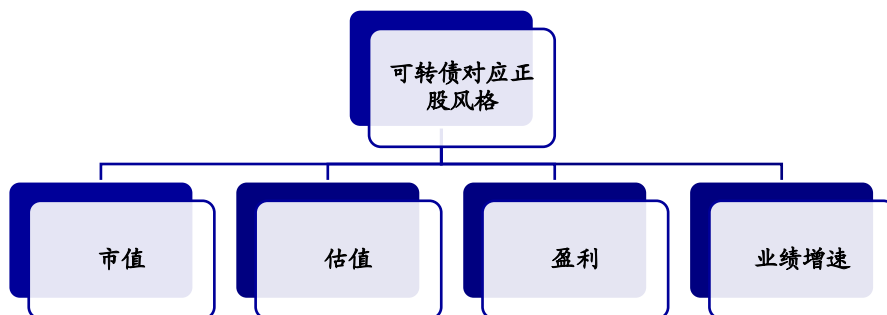 可转债对应正
股风格
市值
估值
盈利
业绩增速